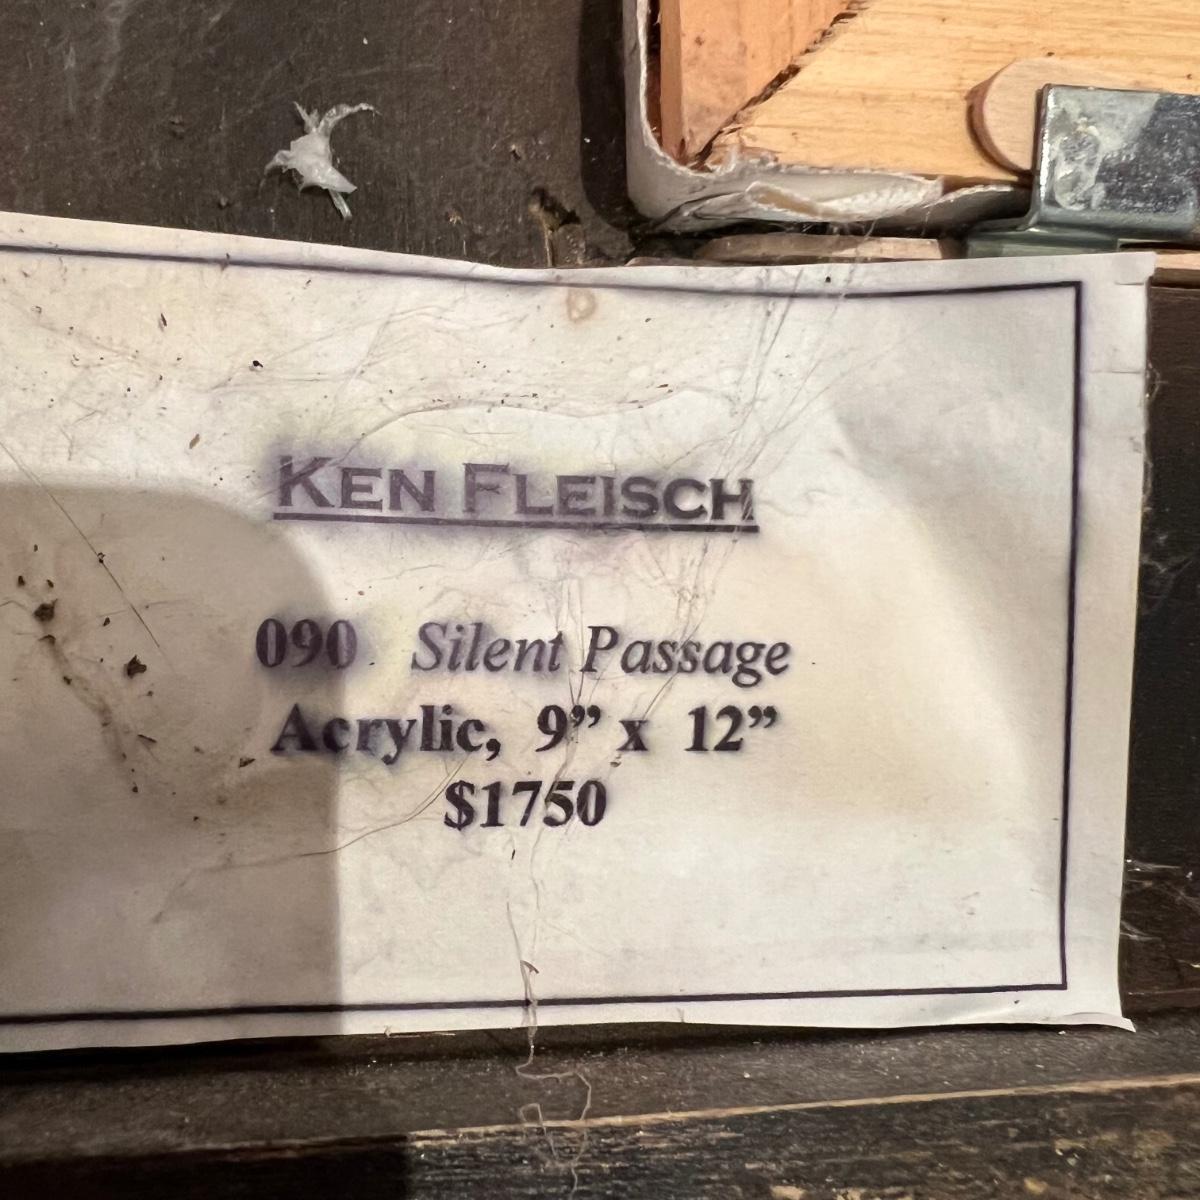 KEN FLEISCH
090 Silent Passage
Acrylic, 9” x 12”
$1750